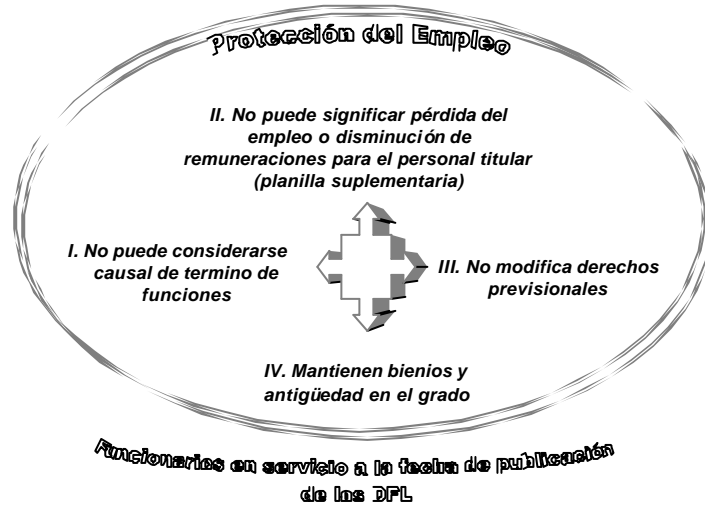 Protección del Empleo
II. No puede significar pérdida del
empleo o disminución de
remuneraciones para el personal titular
(planilla suplementaria)
I. No puede considerarse
causal de termino de
funciones
III. No modifica derechos
previsionales
IV. Mantienen bienios y
antigüedad en el grado
Funcionarios en servicio a la fecha de publicación
de los DFL